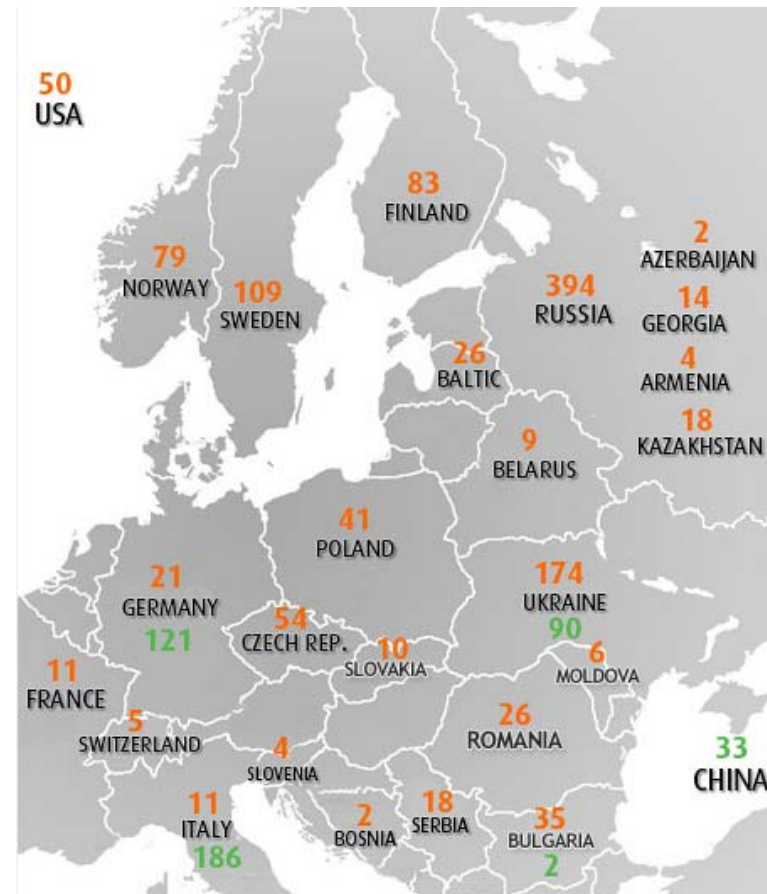 50
USA
83
FINLAND
79
NORWAY
109
SWEDEN
394
RUSSIA
2
AZERBAIJAN
14
GEORGIA
4
ARMENIA
18
KAZAKHSTAN
26
BALTIC
9
BELARUS
41
POLAND
21
GERMANY
121
174
UKRAINE
90
54
CZECH REP.
10
SLOVAKIA
6
MOLDOVA
11
FRANCE
5
SWITZERLAND
26
ROMANIA
4
SLOVENIA
33
CHINA
11
ITALY
186
2
BOSNIA
18
SERBIA
35
BULGARIA
2